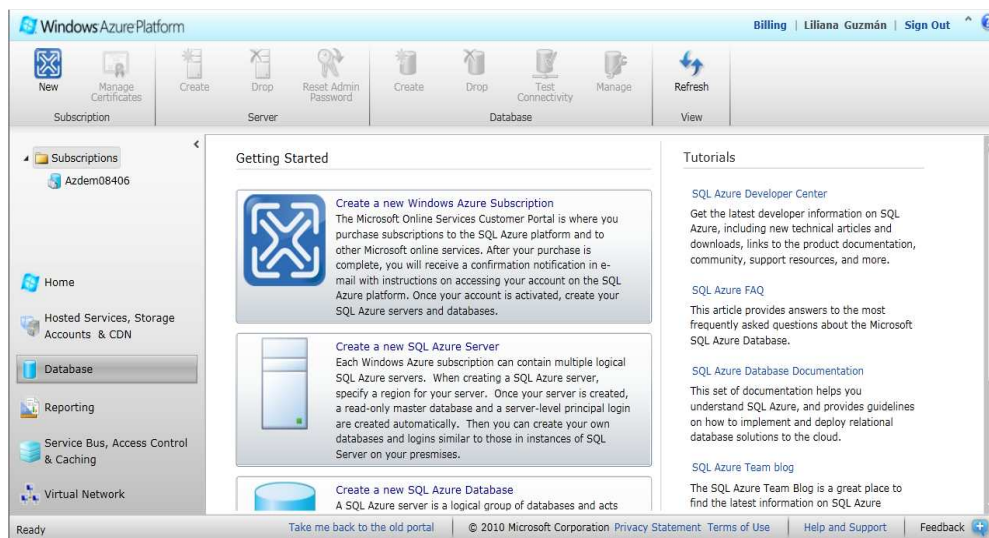 Windows Azure Platform
Billing | Liliana Guzmán | Sign Out
New
Manage
Certificates
Subscription
Create
Drop
Reset Admin
Password
Server
Create
Drop
Test
Connectivity
Manage
Database
Refresh
View
Subscriptions
Azdem08406
Home
Hosted Services, Storage
Accounts & CDN
Database
Reporting
Service Bus, Access Control
& Caching
Virtual Network
Getting Started
Create a new Windows Azure Subscription
The Microsoft Online Services Customer Portal is where you
purchase subscriptions to the SQL Azure platform and to
other Microsoft online services. After your purchase is
complete, you will receive a confirmation notification in e-
mail with instructions on accessing your account on the SQL
Azure platform. Once your account is activated, create your
SQL Azure servers and databases.
Create a new SQL Azure Server
Each Windows Azure subscription can contain multiple logical
SQL Azure servers. When creating a SQL Azure server,
specify a region for your server. Once your server is created,
a read-only master database and a server-level principal login
are created automatically. Then you can create your own
databases and logins similar to those in instances of SQL
Server on your presmises.
Create a new SQL Azure Database
A SQL Azure server is a logical group of databases and acts
Tutorials
SQL Azure Developer Center
Get the latest developer information on SQL
Azure, including new technical articles and
downloads, links to the product documentation,
community, support resources, and more.
SQL Azure FAQ
This article provides answers to the most
frequently asked questions about the Microsoft
SQL Azure Database.
SQL Azure Database Documentation
This set of documentation helps you
understand SQL Azure, and provides guidelines
on how to implement and deploy relational
database solutions to the cloud.
SQL Azure Team blog
The SQL Azure Team Blog is a great place to
find the latest information on SQL Azure
Ready
Take me back to the old portal | © 2010 Microsoft Corporation Privacy Statement Terms of Use | Help and Support | Feedback